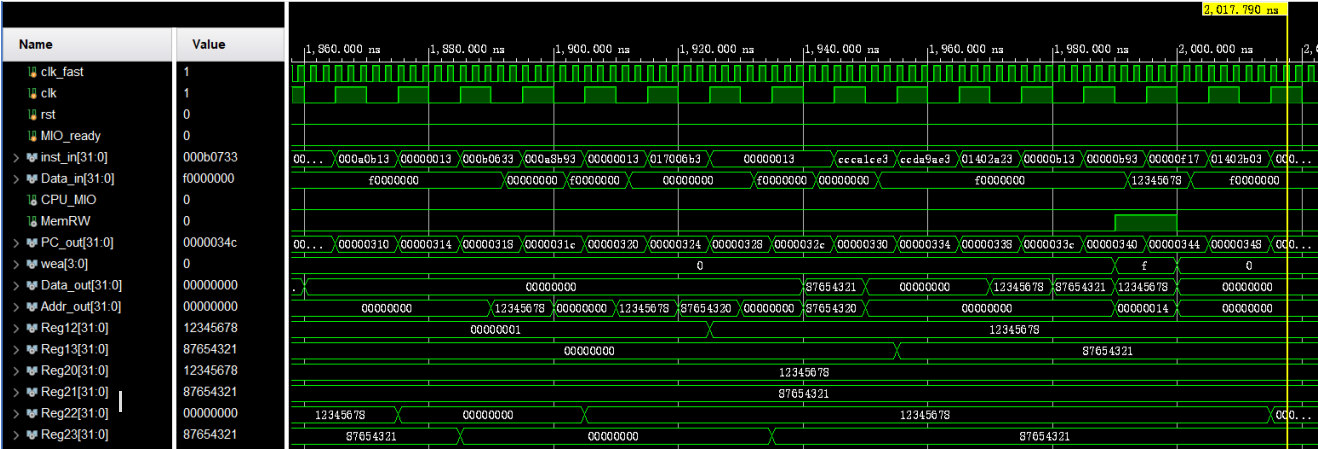 2,017.790 ns
Name Value
1,860.000 ns 1,880.000 ns 1,900.000 ns 1,920.000 ns 1,940.000 ns 1,960.000 ns 1,980.000 ns 2,000.000 ns 2,0
clk_fast 1
clk 1
rst 0
MIO_ready 0
inst_in[31:0] 000b0733 00... 000a0b13 00000013 000b0633 000a8b93 00000013 017006b3 00000013 ccca1ce3 ccda9ae3 01402a23 00000b13 00000b93 00000f17 01402b03 000...
Data_in[31:0] f0000000 f0000000 00000000 f0000000 00000000 f0000000 00000000 f0000000 12345678 f0000000
CPU_MIO 0
MemRW 0
PC_out[31:0] 0000034c 00... 00000310 00000314 00000318 0000031c 00000320 00000324 00000328 0000032c 00000330 00000334 00000338 0000033c 00000340 00000344 00000348 000...
wea[3:0] 0 0 f 0
Data_out[31:0] 00000000 . 00000000 87654321 00000000 12345678 87654321 12345678 00000000
Addr_out[31:0] 00000000 00000000 12345678 00000000 12345678 87654320 00000000 87654320 00000000 00000014 00000000
Reg12[31:0] 12345678 00000001 12345678
Reg13[31:0] 87654321 00000000 87654321
Reg20[31:0] 12345678 12345678
Reg21[31:0] 87654321 87654321
Reg22[31:0] 00000000 12345678 00000000 12345678 000...
Reg23[31:0] 87654321 87654321 00000000 87654321